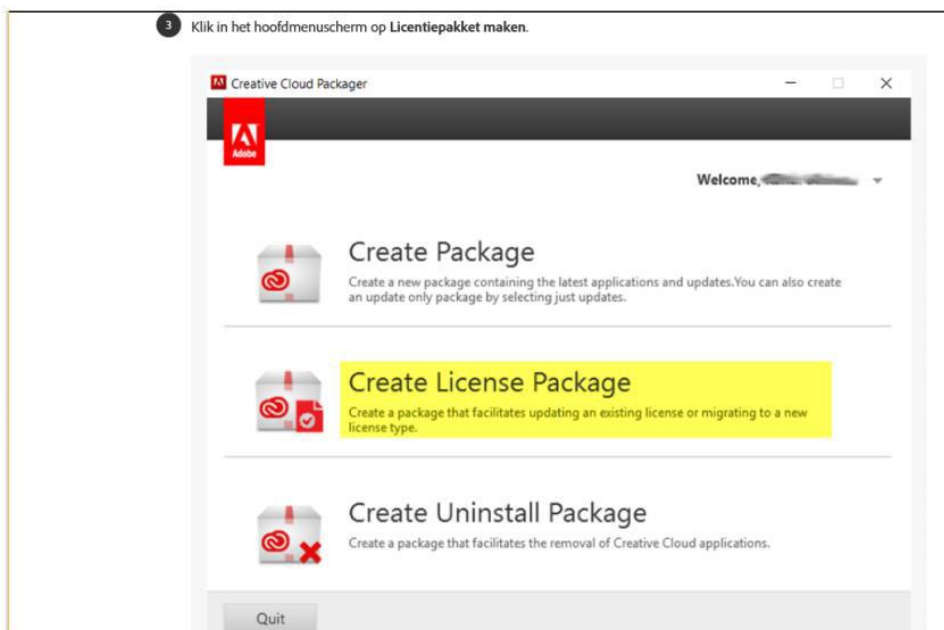 3 Klik in het hoofdmenuscherm op Licentiepakket maken.
Creative Cloud Packager
Adobe
Welcome,
Create Package
Create a new package containing the latest applications and updates.You can also create
an update only package by selecting just updates.
Create License Package
Create a package that facilitates updating an existing license or migrating to a new
license type.
Create Uninstall Package
Create a package that facilitates the removal of Creative Cloud applications.
Quit